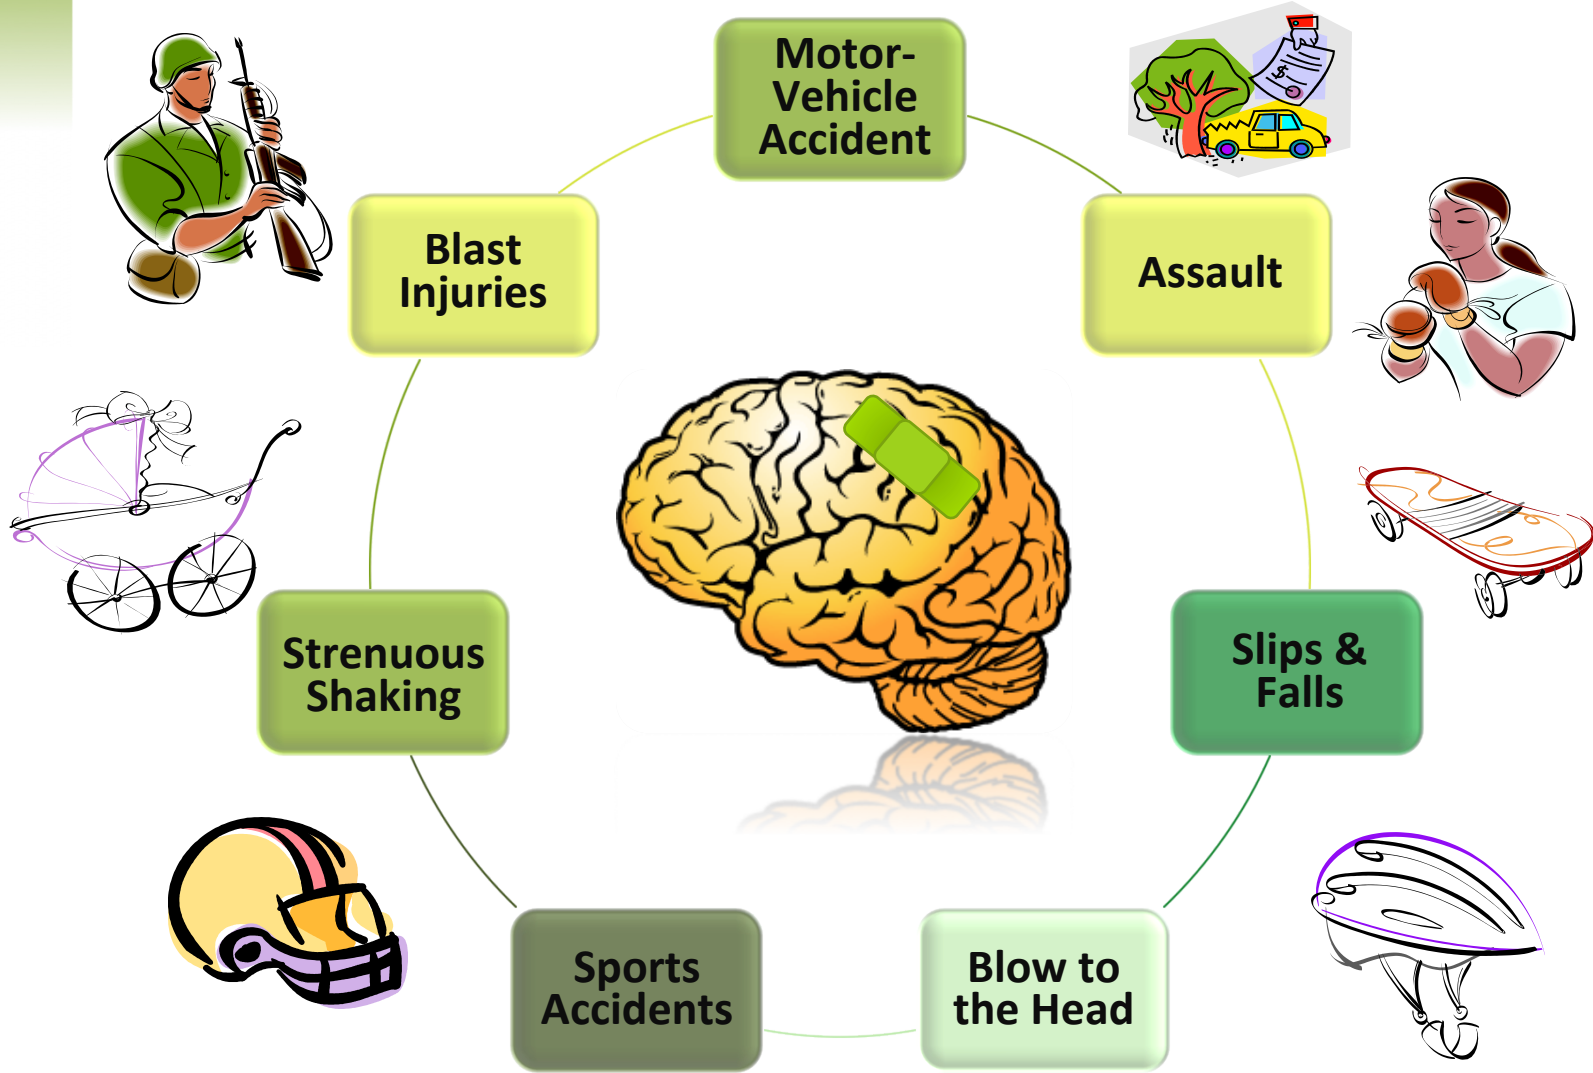 Motor-
Vehicle
Accident
Assault
Slips &
Falls
Blow to
the Head
Sports
Accidents
Strenuous
Shaking
Blast
Injuries
$